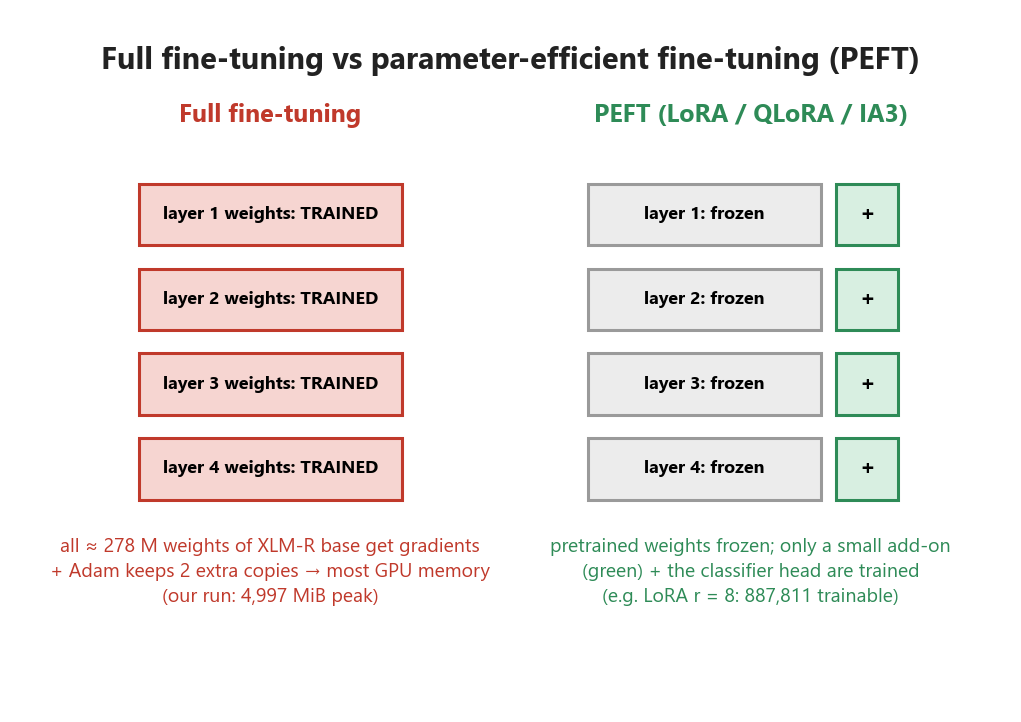 Full fine-tuning vs parameter-efficient fine-tuning (PEFT)
Full fine-tuning
layer 1 weights: TRAINED
layer 2 weights: TRAINED
layer 3 weights: TRAINED
layer 4 weights: TRAINED
all ≈ 278 M weights of XLM-R base get gradients
+ Adam keeps 2 extra copies → most GPU memory
(our run: 4,997 MiB peak)
PEFT (LoRA / QLoRA / IA3)
layer 1: frozen
+
layer 2: frozen
+
layer 3: frozen
+
layer 4: frozen
+
pretrained weights frozen; only a small add-on
(green) + the classifier head are trained
(e.g. LoRA r = 8: 887,811 trainable)